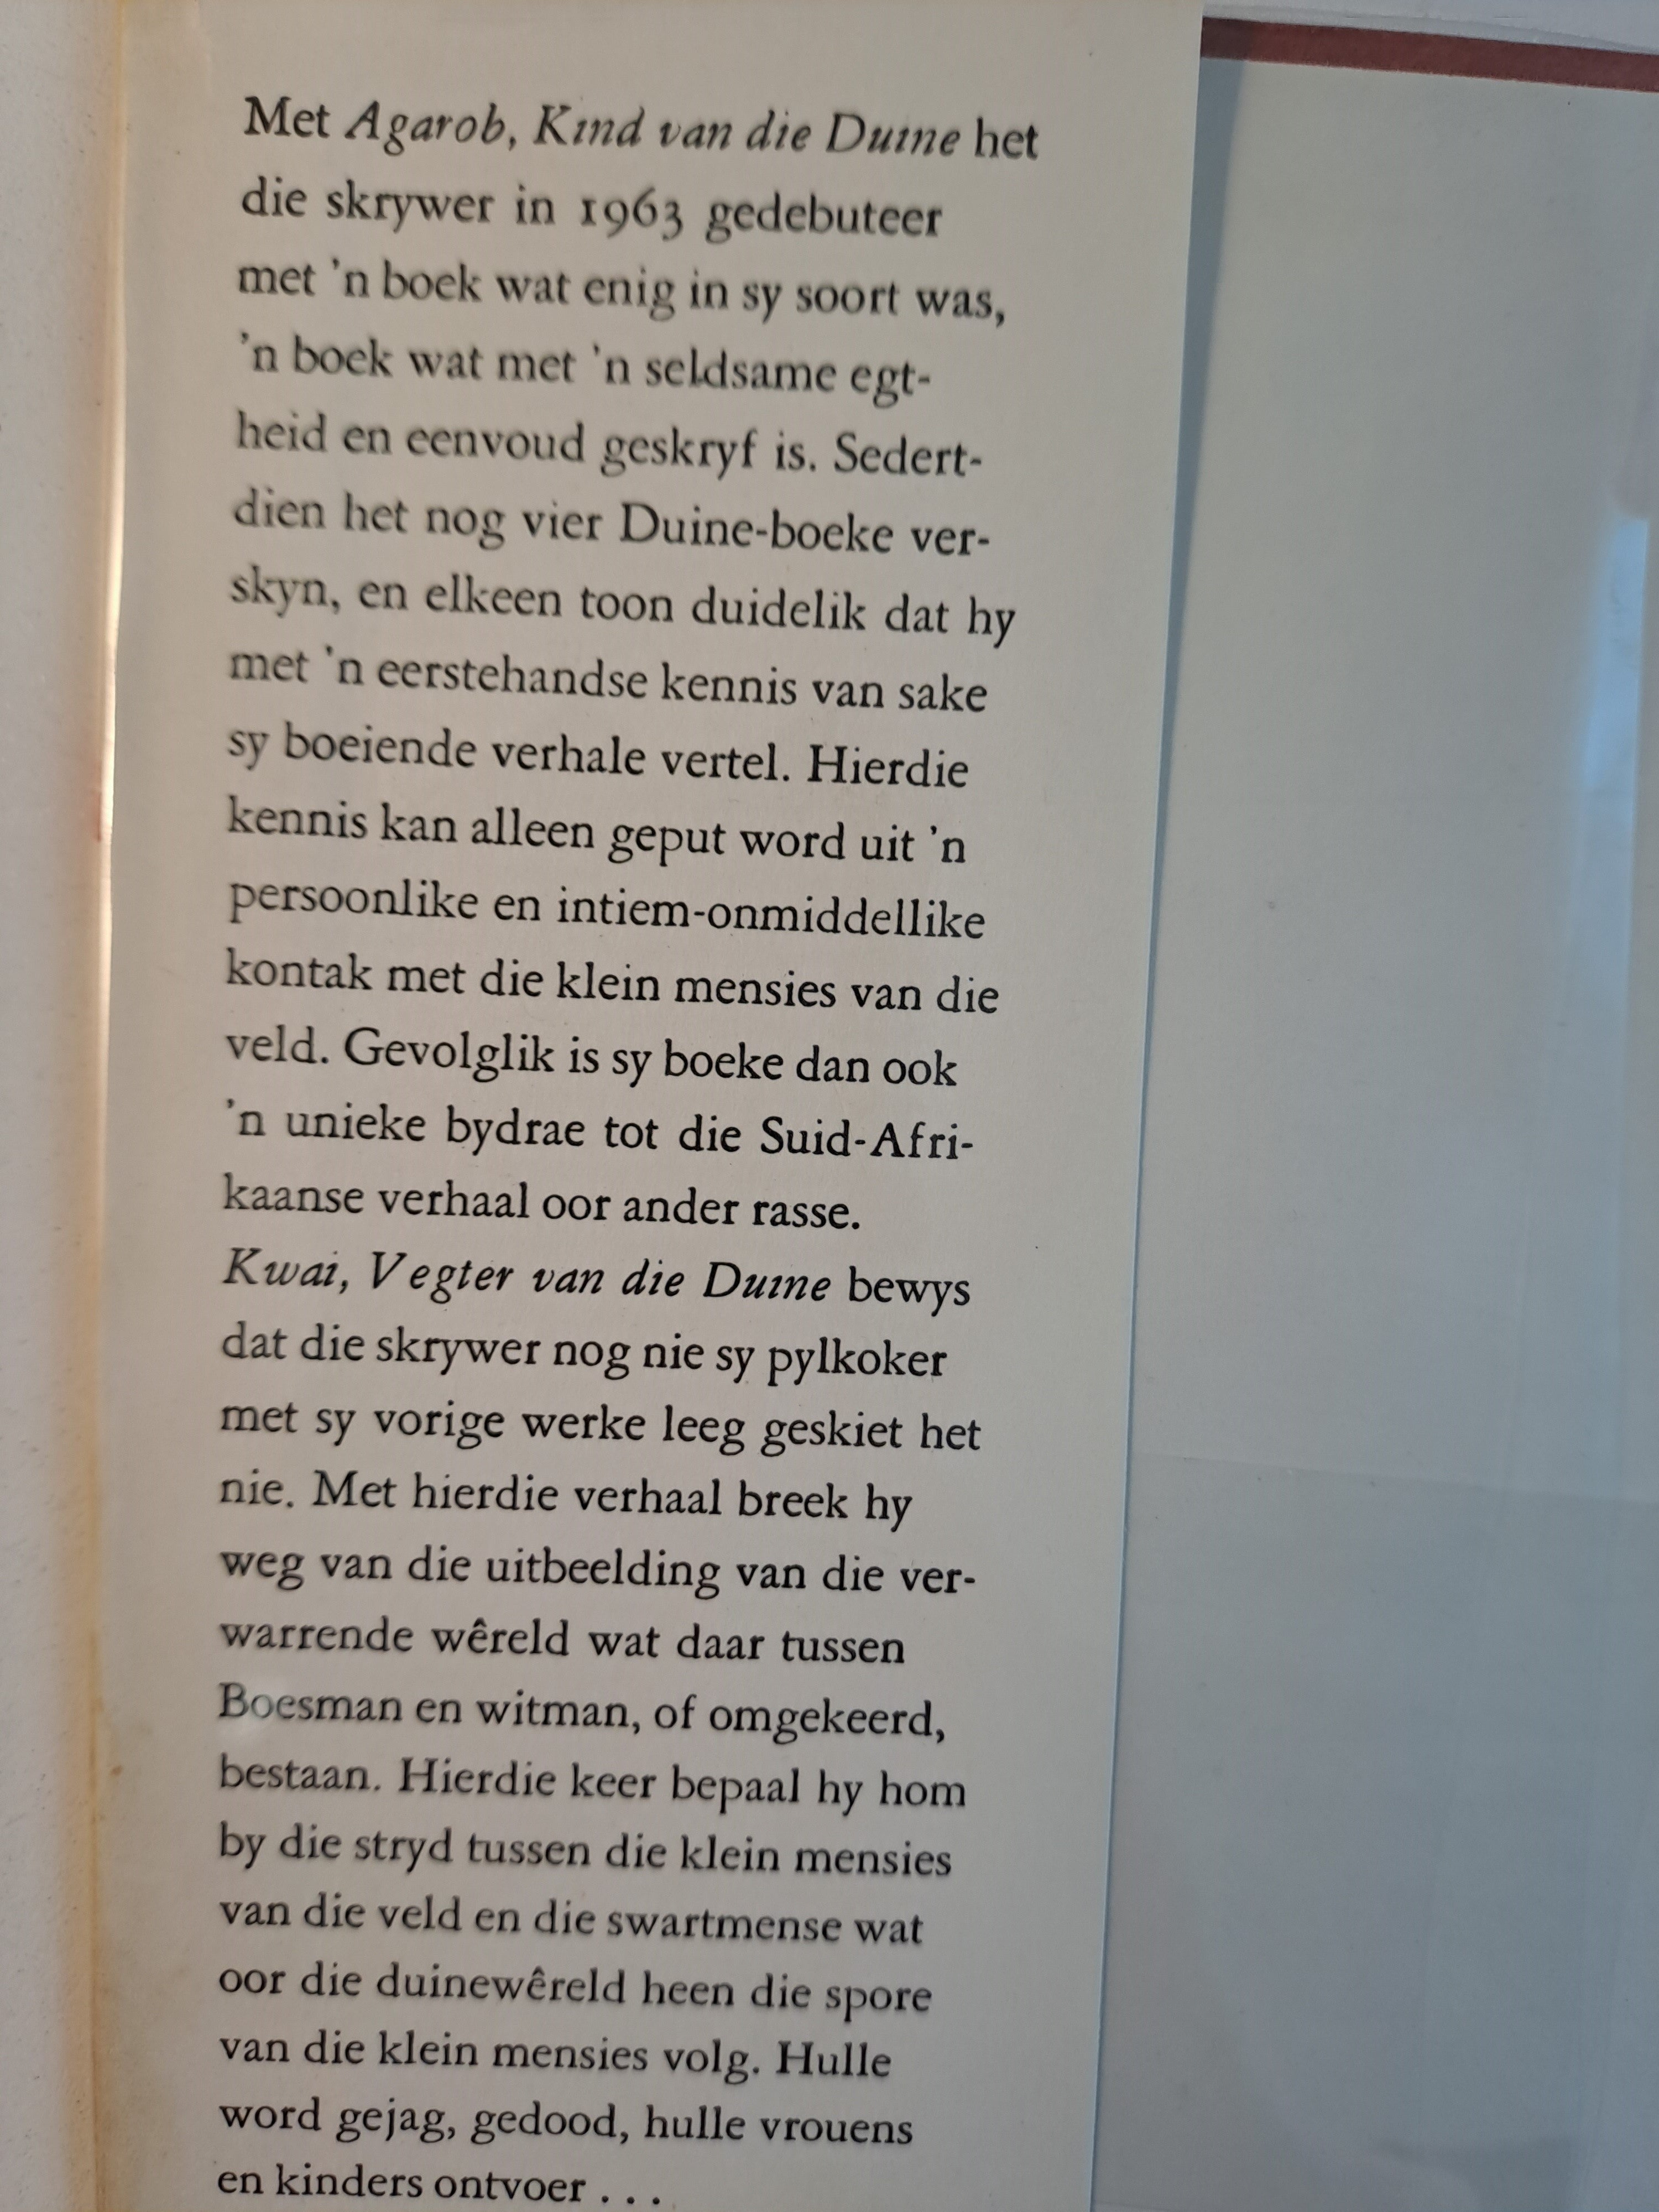 Met Agarob, Kind van die Duine het
die skrywer in 1963 gedebuteer
met 'n boek wat enig in sy soort was,
'n boek wat met 'n seldsame egt-
heid en eenvoud geskryf is. Sedert-
dien het nog vier Duine-boeke ver-
skyn, en elkeen toon duidelik dat hy
met 'n eerstehandse kennis van sake
sy boeiende verhale vertel. Hierdie
kennis kan alleen geput word uit 'n
persoonlike en intiem-onmiddellike
kontak met die klein mensies van die
veld. Gevolglik is sy boeke dan ook
'n unieke bydrae tot die Suid-Afri-
kaanse verhaal oor ander rasse.
Kwai, Vegter van die Duine bewys
dat die skrywer nog nie sy pylkoker
met sy vorige werke leeg geskiet het
nie. Met hierdie verhaal breek hy
weg van die uitbeelding van die ver-
warrende wêreld wat daar tussen
Boesman en witman, of omgekeerd,
bestaan. Hierdie keer bepaal hy hom
by die stryd tussen die klein mensies
van die veld en die swartmense wat
oor die duinewêreld heen die spore
van die klein mensies volg. Hulle
word gejag, gedood, hulle vrouens
en kinders ontvoer . . .